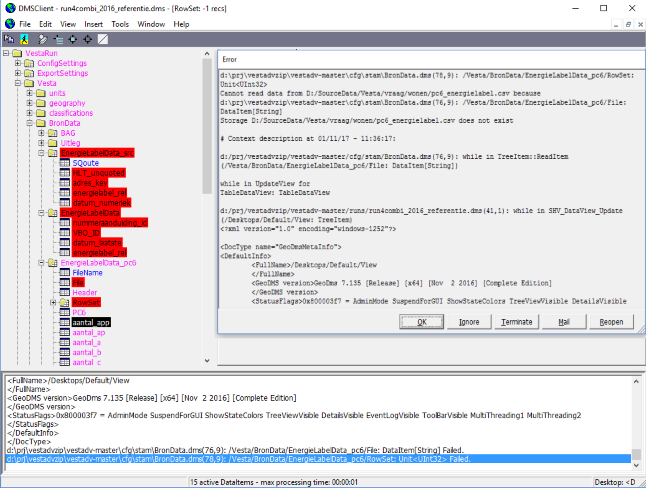 DMSClient - run4combi_2016_referentie.dms - [RowSet: -1 recs]
File Edit View Insert Tools Window Help
VestaRun
ConfigSettings
ExportSettings
Vesta
units
geography
classifications
BronData
BAG
Uitleg
EnergieLabelData_src
SQoute
HLT_unquoted
adres_key
energielabel_rel
datum_numeriek
EnergieLabelData
nummeraanduiding_id
VBO_ID
datum_laatste
energielabel_rel
EnergieLabelData_pc6
FileName
File
Header
RowSet
PC6
aantal_app
aantal_ap
aantal_a
aantal_b
aantal_c
Error
d:\prj\vestadvzip\vestadv-master\cfg\stam\BronData.dms(78,9): /Vesta/BronData/EnergieLabelData_pc6/RowSet:
Unit<UInt32>
Cannot read data from D:/SourceData/Vesta/vraag/wonen/pc6_energielabel.csv because
d:\prj\vestadvzip\vestadv-master\cfg\stam\BronData.dms(76,9): /Vesta/BronData/EnergieLabelData_pc6/File:
DataItem[String]
Storage D:/SourceData/Vesta/vraag/wonen/pc6_energielabel.csv does not exist
# Context description at 01/11/17 - 11:36:17:
d:/prj/vestadvzip/vestadv-master/cfg/stam/BronData.dms(76,9): while in TreeItem::ReadItem
(/Vesta/BronData/EnergieLabelData_pc6/File: DataItem[String])
while in UpdateView for
TableDataView: TableDataView
d:/prj/vestadvzip/vestadv-master/runs/run4combi_2016_referentie.dms(41,1): while in SHV_DataView_Update
(/Desktops/Default/View: TreeItem)
<?xml version="1.0" encoding="windows-1252"?>
<DocType name="GeoDmsMetaInfo">
<DefaultInfo>
<FullName>/Desktops/Default/View
</FullName>
<GeoDMS version>GeoDms 7.135 [Release] [x64] [Nov 2 2016] [Complete Edition]
</GeoDMS version>
<StatusFlags>0x800003f7 = AdminMode SuspendForGUI ShowStateColors TreeViewVisible DetailsVisible
OK Ignore Terminate Mail Reopen
<FullName>/Desktops/Default/View
</FullName>
<GeoDMS version>GeoDms 7.135 [Release] [x64] [Nov 2 2016] [Complete Edition]
</GeoDMS version>
<StatusFlags>0x800003f7 = AdminMode SuspendForGUI ShowStateColors TreeViewVisible DetailsVisible EventLogVisible ToolBarVisible MultiThreading1 MultiThreading2
</StatusFlags>
</DefaultInfo>
</DocType>
d:\prj\vestadvzip\vestadv-master\cfg\stam\BronData.dms(76,9): /Vesta/BronData/EnergieLabelData_pc6/File: DataItem[String] Failed.
d:\prj\vestadvzip\vestadv-master\cfg\stam\BronData.dms(78,9): /Vesta/BronData/EnergieLabelData_pc6/RowSet: Unit<UInt32> Failed.
15 active DataItems - max processing time: 00:00:01
Desktop: <D